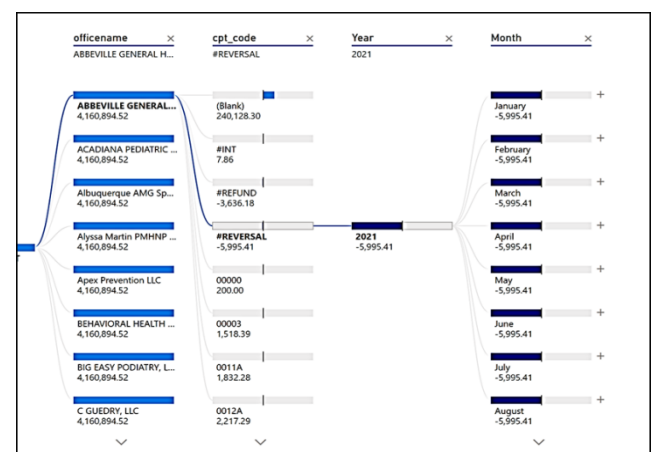 officename ×
ABBEVILLE GENERAL H...
cpt_code ×
#REVERSAL
Year ×
2021
Month ×
ABBEVILLE GENERAL...
4,160,894.52
ACADIANA PEDIATRIC ...
4,160,894.52
Albuquerque AMG Sp...
4,160,894.52
Alyssa Martin PMHNP ...
4,160,894.52
Apex Prevention LLC
4,160,894.52
BEHAVIORAL HEALTH ...
4,160,894.52
BIG EASY PODIATRY, L...
4,160,894.52
C GUEDRY, LLC
4,160,894.52
(Blank)
240,128.30
#INT
7.86
#REFUND
-3,636.18
#REVERSAL
-5,995.41
00000
200.00
00003
1,518.39
0011A
1,832.28
0012A
2,217.29
2021
-5,995.41
January
-5,995.41
February
-5,995.41
March
-5,995.41
April
-5,995.41
May
-5,995.41
June
-5,995.41
July
-5,995.41
August
-5,995.41